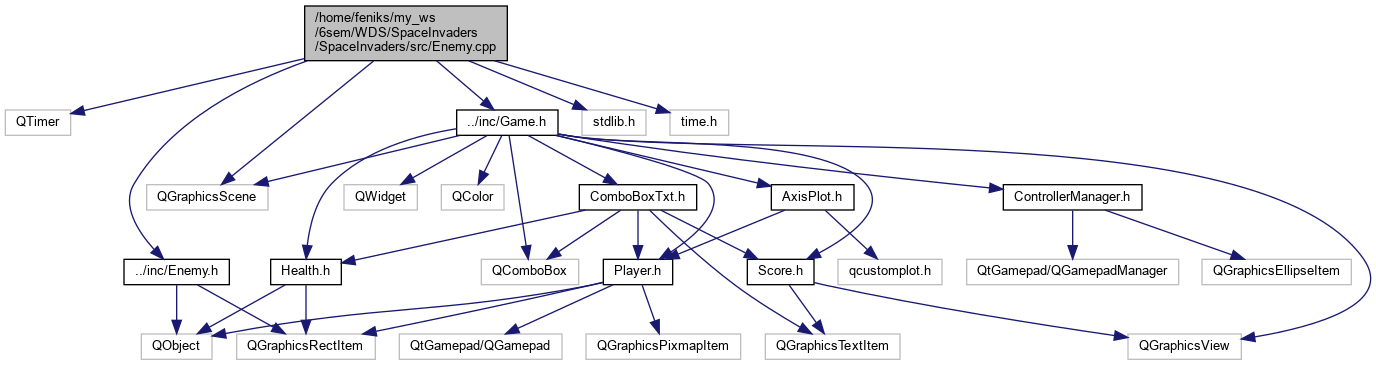 /home/feniks/my_ws
/6sem/WDS/SpaceInvaders
/SpaceInvaders/src/Enemy.cpp
QTimer
../inc/Game.h
stdlib.h
time.h
QGraphicsScene
QWidget
QColor
ComboBoxTxt.h
AxisPlot.h
ControllerManager.h
../inc/Enemy.h
Health.h
QComboBox
Player.h
Score.h
qcustomplot.h
QtGamepad/QGamepadManager
QGraphicsEllipseItem
QObject
QGraphicsRectItem
QtGamepad/QGamepad
QGraphicsPixmapItem
QGraphicsTextItem
QGraphicsView